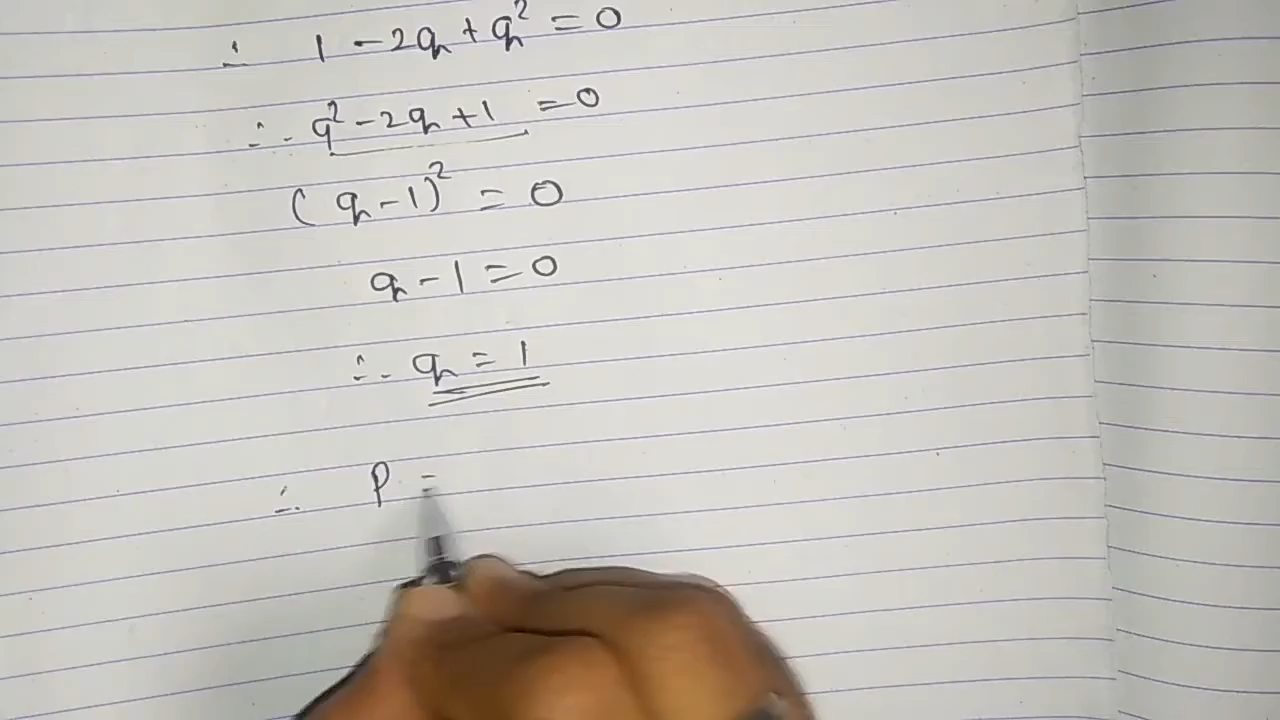 ∴ 1 - 2q + q² = 0
∴ q² - 2q + 1 = 0
(q - 1)² = 0
q - 1 = 0
∴ q = 1
∴ P =